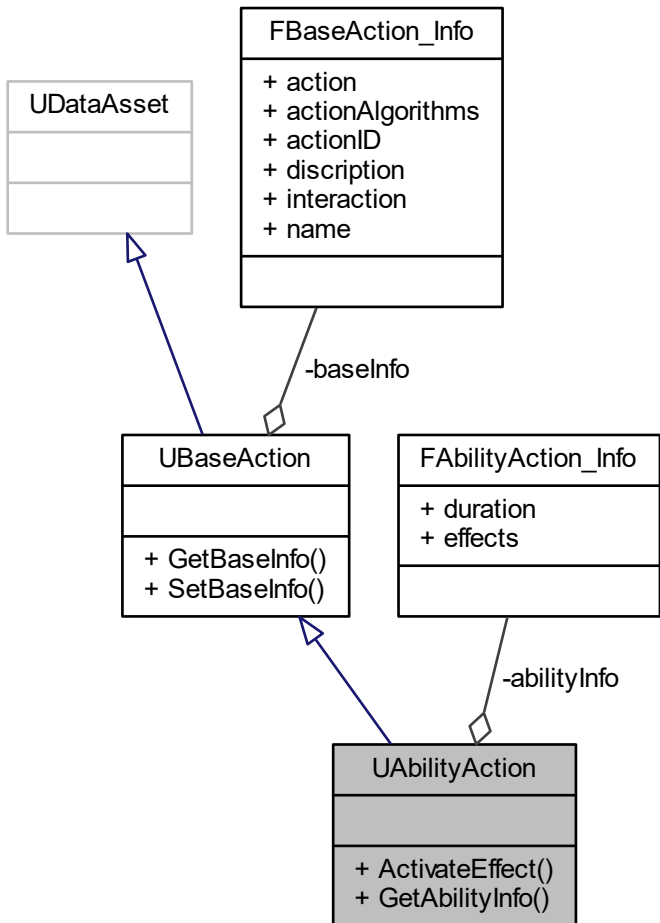 FBaseAction_Info
+ action
+ actionAlgorithms
+ actionID
+ discription
+ interaction
+ name
UDataAsset
-baseInfo
UBaseAction
+ GetBaseInfo()
+ SetBaseInfo()
FAbilityAction_Info
+ duration
+ effects
-abilityInfo
UAbilityAction
+ ActivateEffect()
+ GetAbilityInfo()